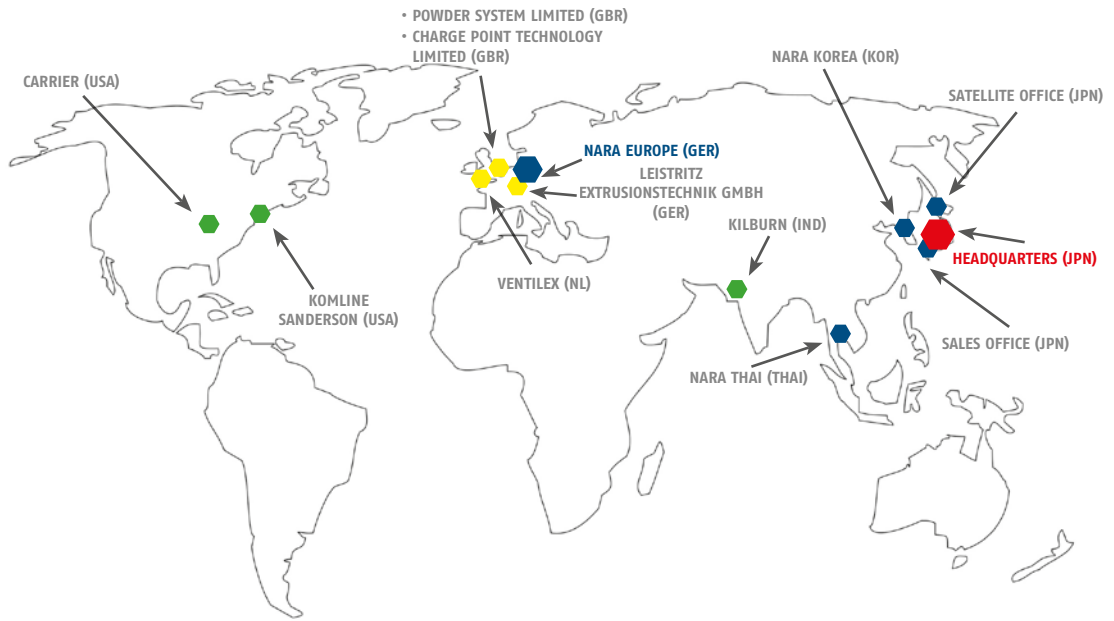 • POWDER SYSTEM LIMITED (GBR)
• CHARGE POINT TECHNOLOGY
LIMITED (GBR)
CARRIER (USA)
NARA KOREA (KOR)
SATELLITE OFFICE (JPN)
NARA EUROPE (GER)
LEISTRITZ
EXTRUSIONSTECHNIK GMBH
(GER)
KILBURN (IND)
HEADQUARTERS (JPN)
VENTILEX (NL)
KOMLINE
SANDERSON (USA)
SALES OFFICE (JPN)
NARA THAI (THAI)